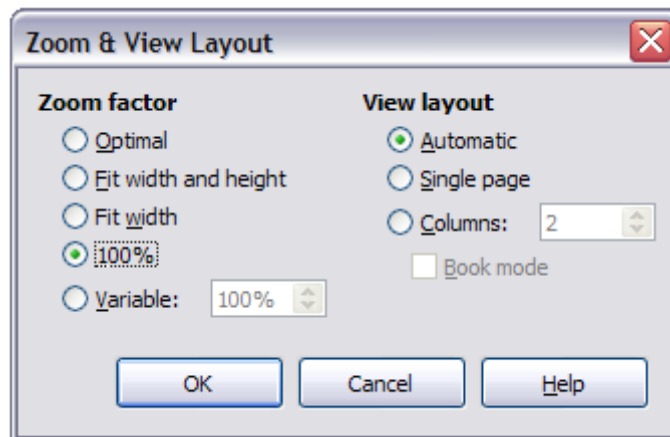 Zoom & View Layout
Zoom factor
Optimal
Fit width and height
Fit width
100%
Variable: 100%
View layout
Automatic
Single page
Columns: 2
Book mode
OK
Cancel
Help